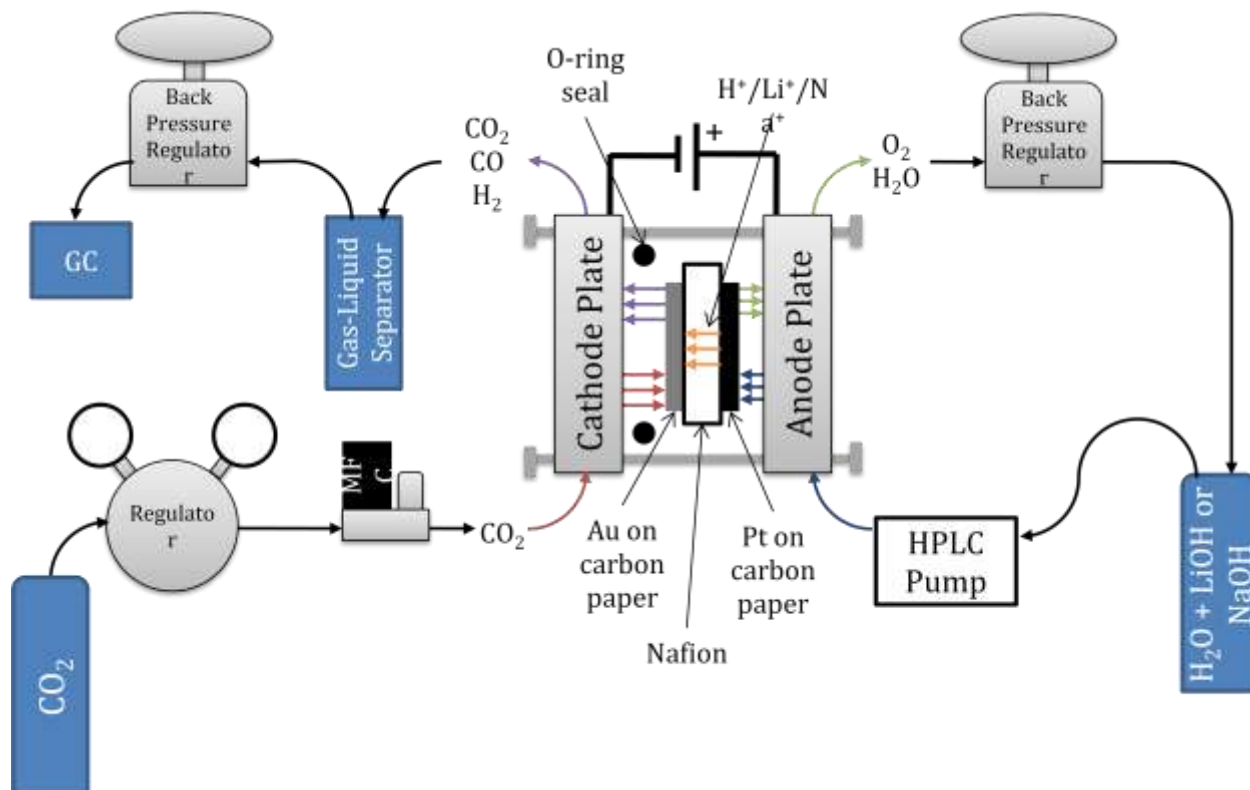 Back
Pressure
Regulato
r
GC
Gas-Liquid
Separator
CO₂
CO
H₂
O-ring
seal
H⁺/Li⁺/N
a⁺
+
O₂
H₂O
Back
Pressure
Regulato
r
Cathode Plate
Anode Plate
Regulato
r
MF
C
CO₂
CO₂
Au on
carbon
paper
Nafion
Pt on
carbon
paper
HPLC
Pump
H₂O + LiOH or
NaOH